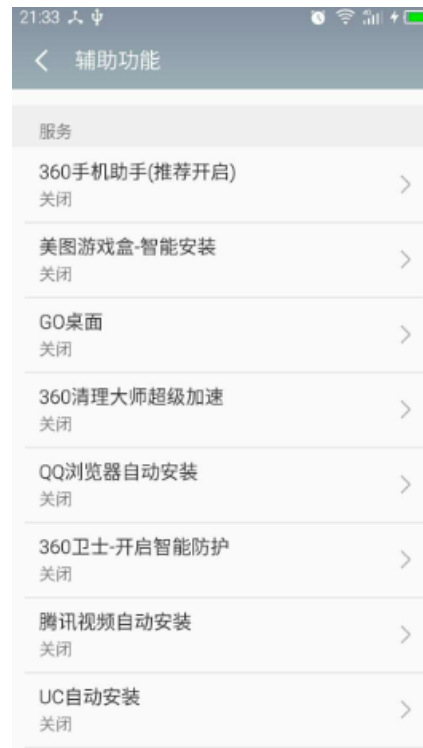 21:33
辅助功能
服务
360手机助手(推荐开启)
关闭
美图游戏盒-智能安装
关闭
GO桌面
关闭
360清理大师超级加速
关闭
QQ浏览器自动安装
关闭
360卫士-开启智能防护
关闭
腾讯视频自动安装
关闭
UC自动安装
关闭